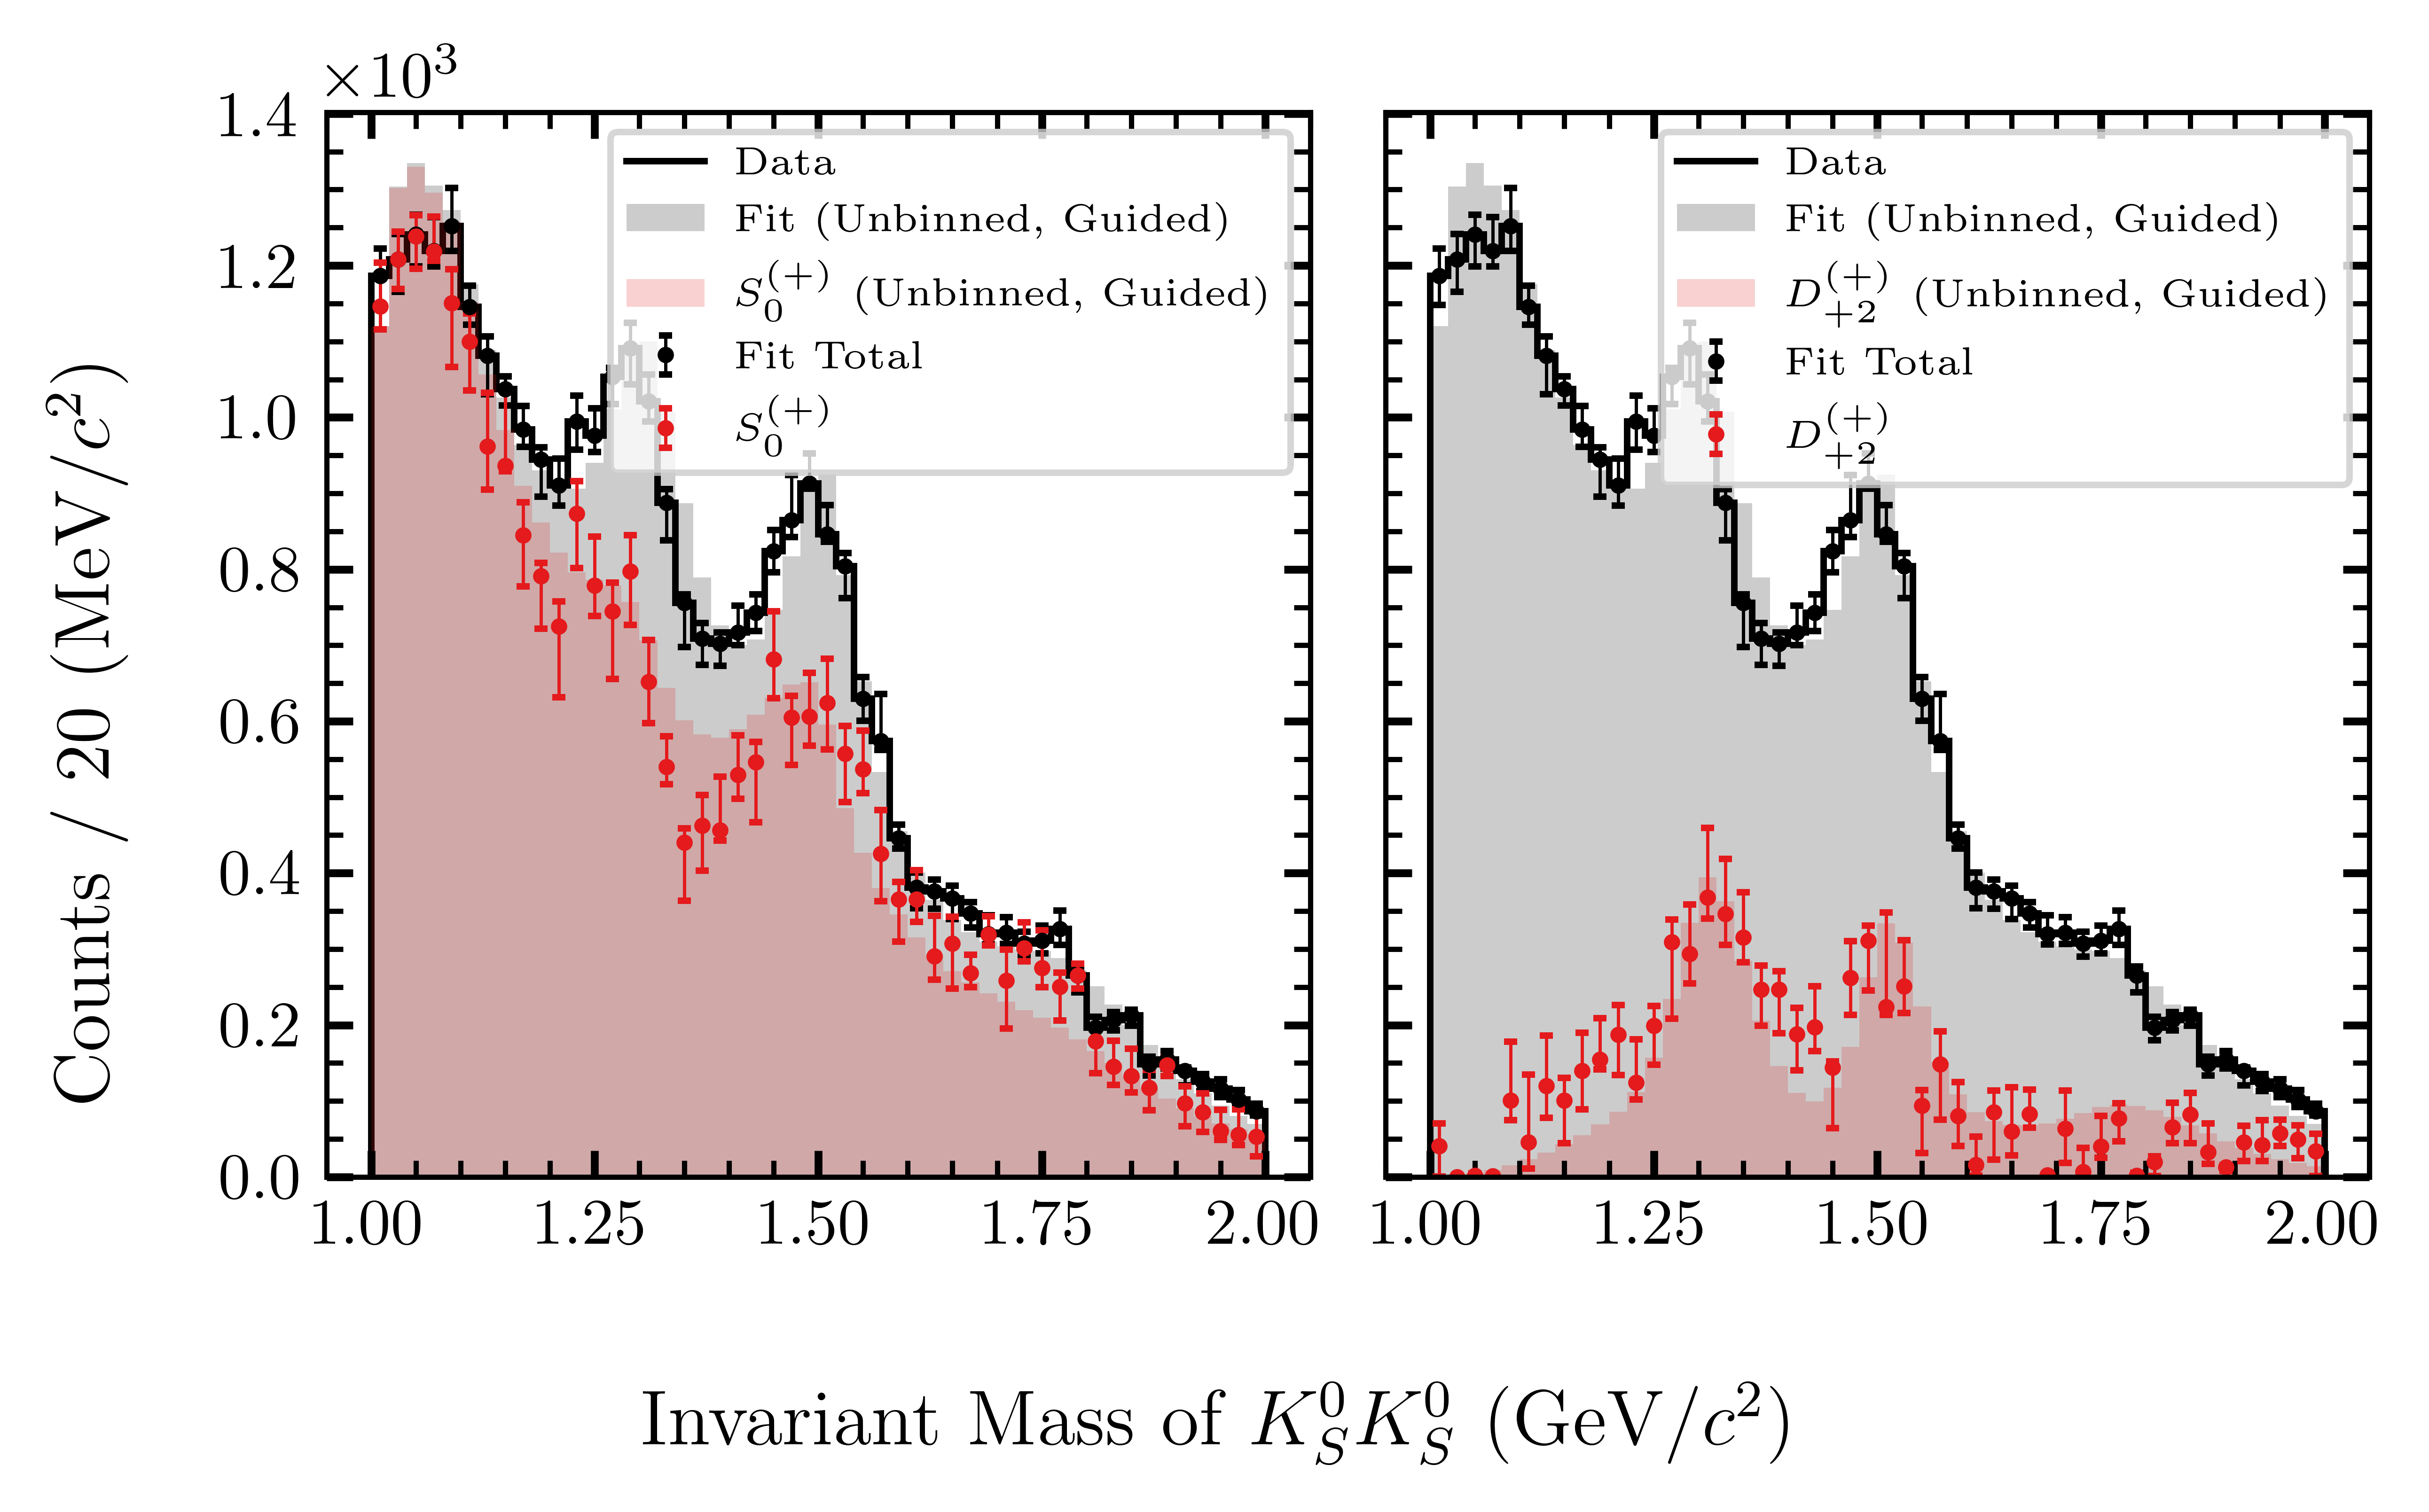 ×10³
1.4
1.2
1.0
0.8
0.6
0.4
0.2
0.0
Counts / 20 (MeV/c²)
Data
Fit (Unbinned, Guided)
S₀⁽⁺⁾ (Unbinned, Guided)
Fit Total
S₀⁽⁺⁾
1.00 1.25 1.50 1.75 2.00
Data
Fit (Unbinned, Guided)
D₊₂⁽⁺⁾ (Unbinned, Guided)
Fit Total
D₊₂⁽⁺⁾
1.00 1.25 1.50 1.75 2.00
Invariant Mass of K⁰_S K⁰_S (GeV/c²)